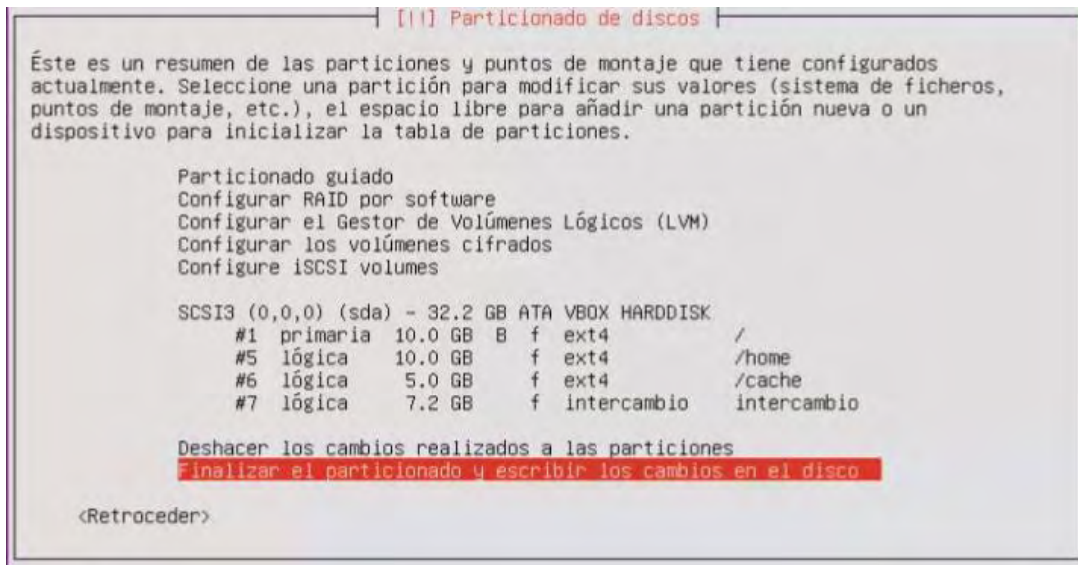 [!!] Particionado de discos
Éste es un resumen de las particiones y puntos de montaje que tiene configurados
actualmente. Seleccione una partición para modificar sus valores (sistema de ficheros,
puntos de montaje, etc.), el espacio libre para añadir una partición nueva o un
dispositivo para inicializar la tabla de particiones.
Particionado guiado
Configurar RAID por software
Configurar el Gestor de Volúmenes Lógicos (LVM)
Configurar los volúmenes cifrados
Configure iSCSI volumes
SCSI3 (0,0,0) (sda) - 32.2 GB ATA VBOX HARDDISK
#1 primaria 10.0 GB B f ext4 /
#5 lógica 10.0 GB f ext4 /home
#6 lógica 5.0 GB f ext4 /cache
#7 lógica 7.2 GB f intercambio intercambio
Deshacer los cambios realizados a las particiones
Finalizar el particionado y escribir los cambios en el disco
<Retroceder>